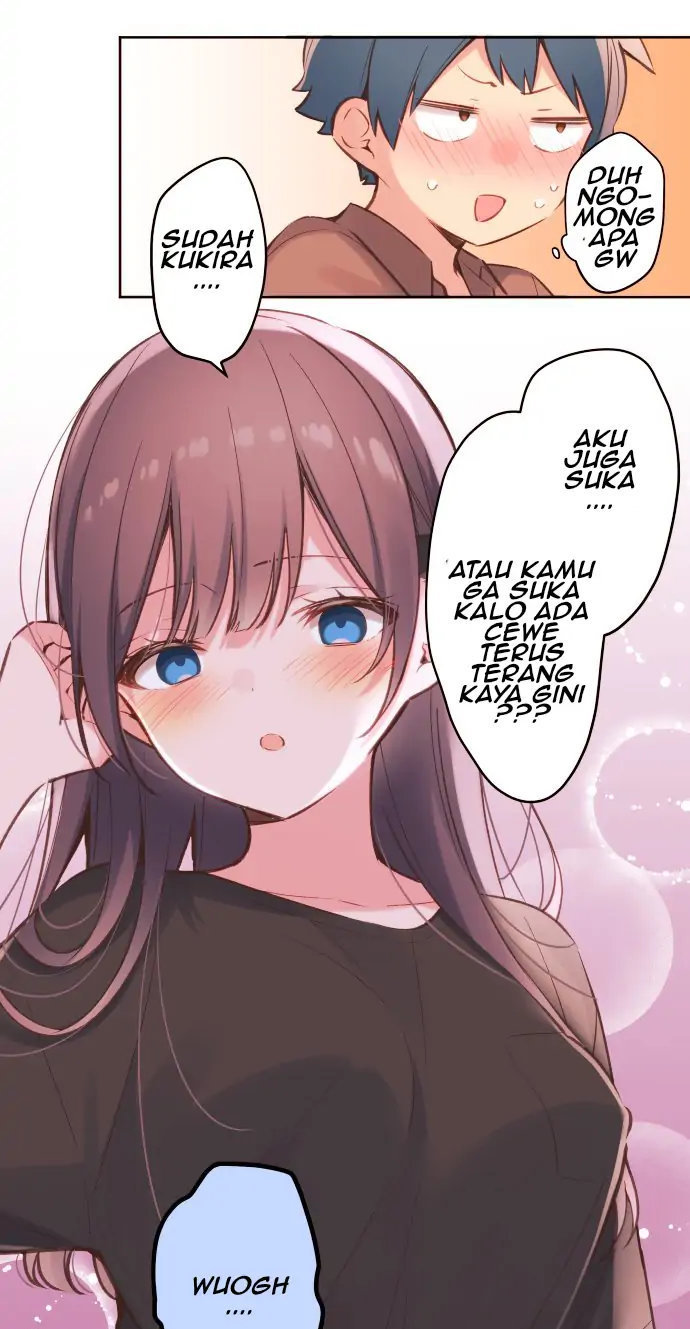 DUH
NGO-
MONG
APA
GW
SUDAH
KUKIRA
....
AKU
JUGA
SUKA
....
ATAU KAMU
GA SUKA
KALO ADA
CEWE
TERUS
TERANG
KAYA GINI
???
WUOGH
....